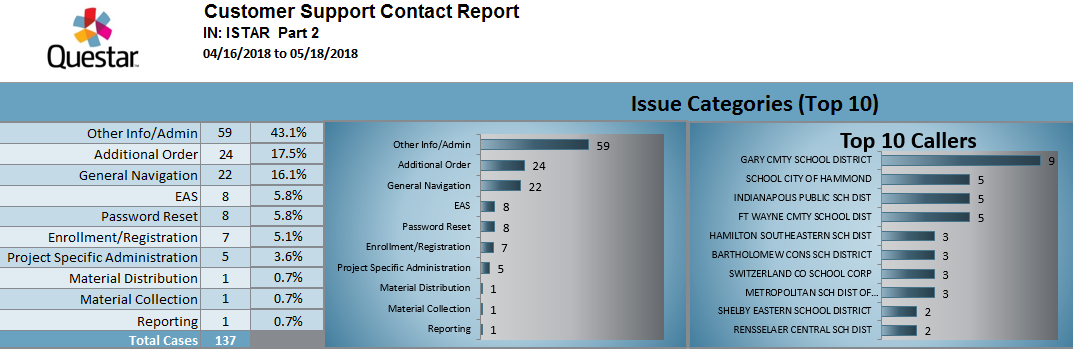 Questar
Customer Support Contact Report
IN: ISTAR Part 2
04/16/2018 to 05/18/2018
Issue Categories (Top 10)
Other Info/Admin 59 43.1%
Additional Order 24 17.5%
General Navigation 22 16.1%
EAS 8 5.8%
Password Reset 8 5.8%
Enrollment/Registration 7 5.1%
Project Specific Administration 5 3.6%
Material Distribution 1 0.7%
Material Collection 1 0.7%
Reporting 1 0.7%
Total Cases 137
Other Info/Admin 59
Additional Order 24
General Navigation 22
EAS 8
Password Reset 8
Enrollment/Registration 7
Project Specific Administration 5
Material Distribution 1
Material Collection 1
Reporting 1
Top 10 Callers
GARY CMTY SCHOOL DISTRICT 9
SCHOOL CITY OF HAMMOND 5
INDIANAPOLIS PUBLIC SCH DIST 5
FT WAYNE CMTY SCHOOL DIST 5
HAMILTON SOUTHEASTERN SCH DIST 3
BARTHOLOMEW CONS SCH DISTRICT 3
SWITZERLAND CO SCHOOL CORP 3
METROPOLITAN SCH DIST OF... 3
SHELBY EASTERN SCHOOL DISTRICT 2
RENSSELAER CENTRAL SCH DIST 2